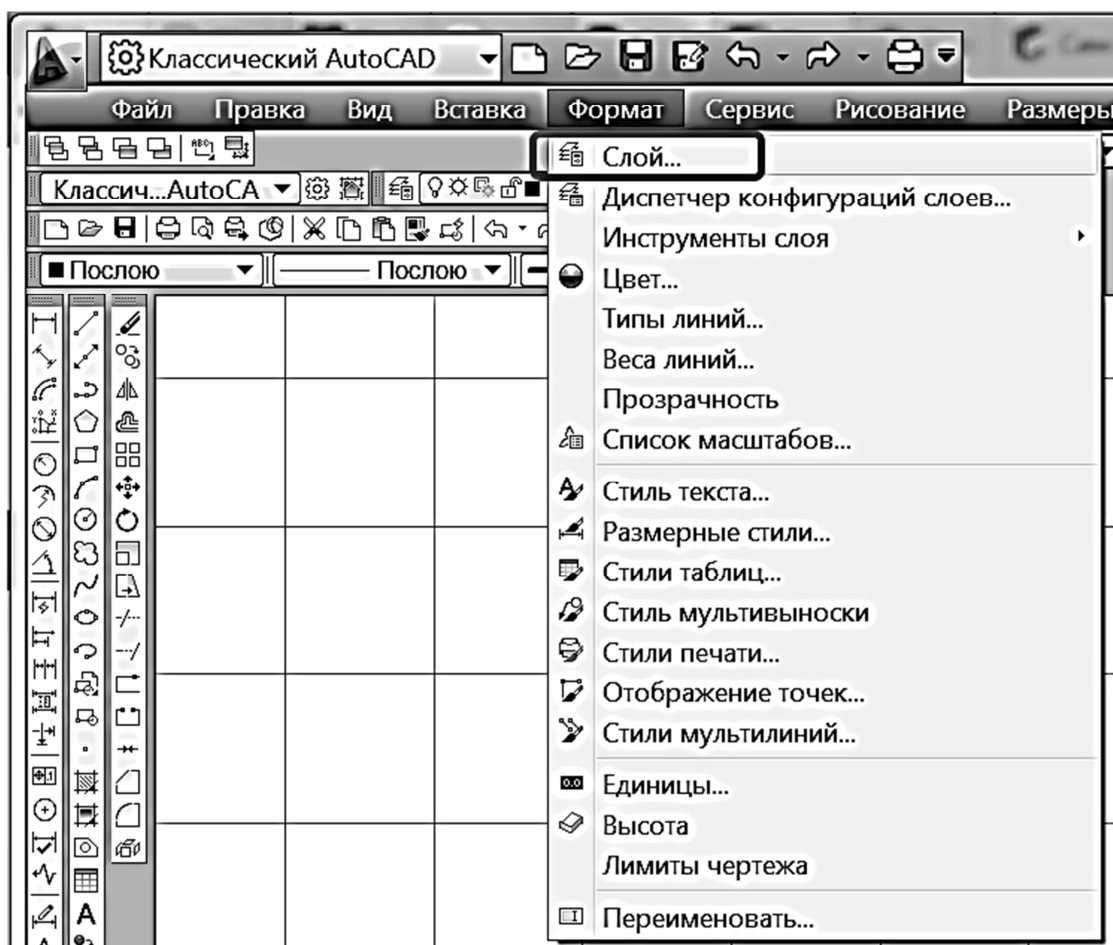 Классический AutoCAD
Файл Правка Вид Вставка Формат Сервис Рисование Размеры
Классич...AutoCA
Послою Послою
Слой...
Диспетчер конфигураций слоев...
Инструменты слоя
Цвет...
Типы линий...
Веса линий...
Прозрачность
Список масштабов...
Стиль текста...
Размерные стили...
Стили таблиц...
Стиль мультивыноски
Стили печати...
Отображение точек...
Стили мультилиний...
Единицы...
Высота
Лимиты чертежа
Переименовать...